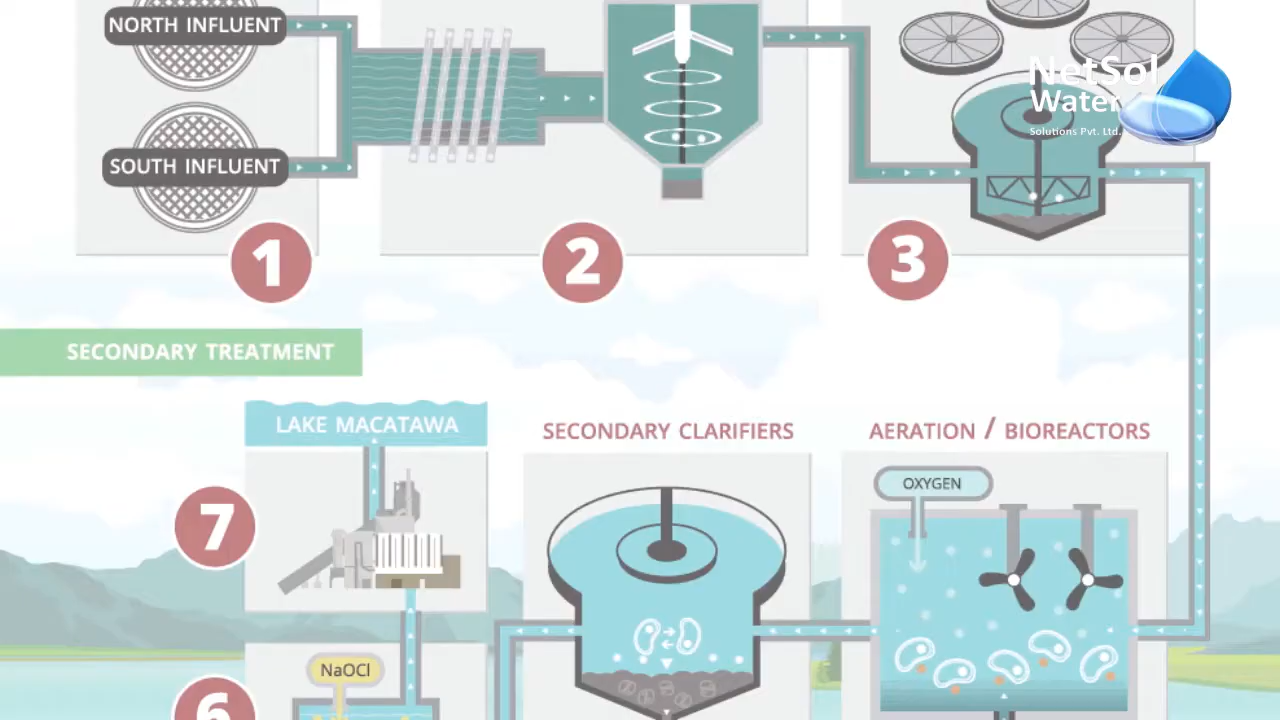 NORTH INFLUENT
SOUTH INFLUENT
NetSol
Water
Solutions Pvt. Ltd.
1
2
3
SECONDARY TREATMENT
LAKE MACATAWA
SECONDARY CLARIFIERS
AERATION / BIOREACTORS
OXYGEN
7
NaOCl
6